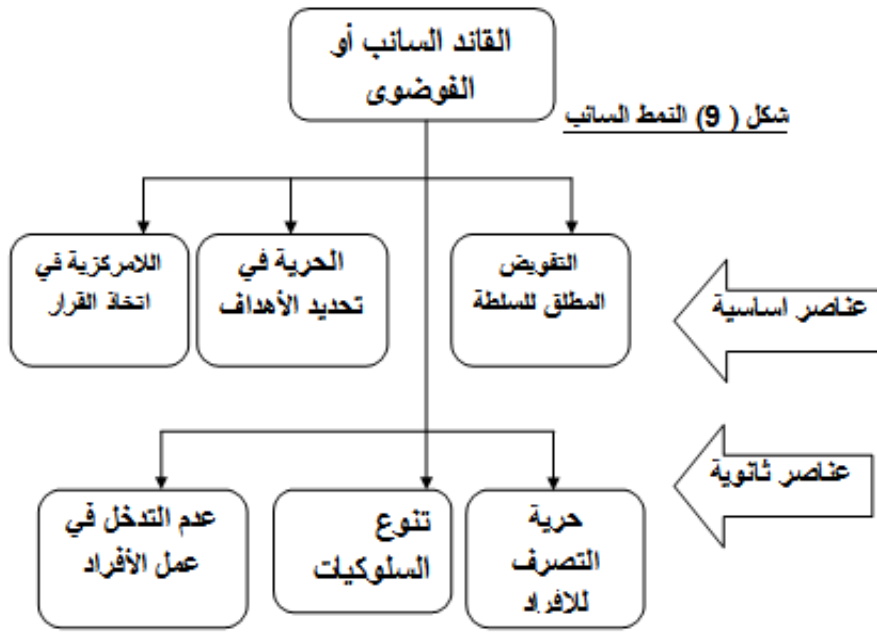 القائد السائب أو
الفوضوى
شكل ( 9) النمط السائب
التفويض
المطلق للسلطة
الحرية في
تحديد الأهداف
اللامركزية في
اتخاذ القرار
عناصر اساسية
عناصر ثانوية
حرية
التصرف
للافراد
تنوع
السلوكيات
عدم التدخل في
عمل الأفراد